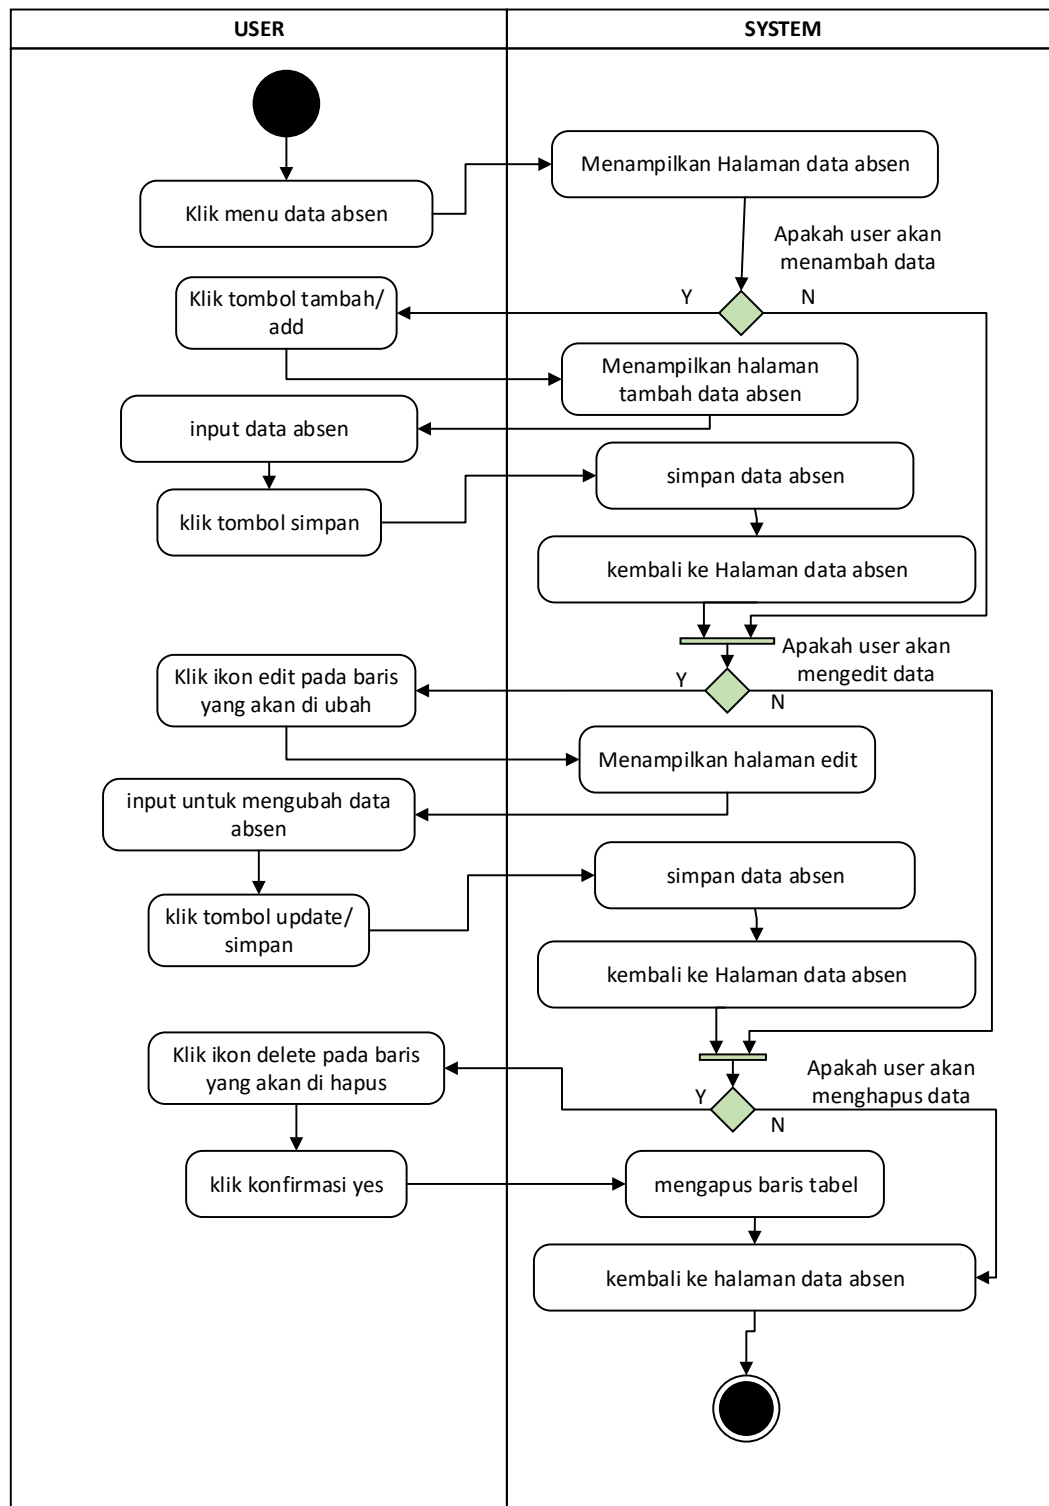 USER
SYSTEM
Menampilkan Halaman data absen
Klik menu data absen
Apakah user akan
menambah data
Y
N
Klik tombol tambah/
add
Menampilkan halaman
tambah data absen
input data absen
simpan data absen
klik tombol simpan
kembali ke Halaman data absen
Apakah user akan
mengedit data
Y
N
Klik ikon edit pada baris
yang akan di ubah
Menampilkan halaman edit
input untuk mengubah data
absen
simpan data absen
klik tombol update/
simpan
kembali ke Halaman data absen
Klik ikon delete pada baris
yang akan di hapus
Apakah user akan
menghapus data
Y
N
klik konfirmasi yes
mengapus baris tabel
kembali ke halaman data absen